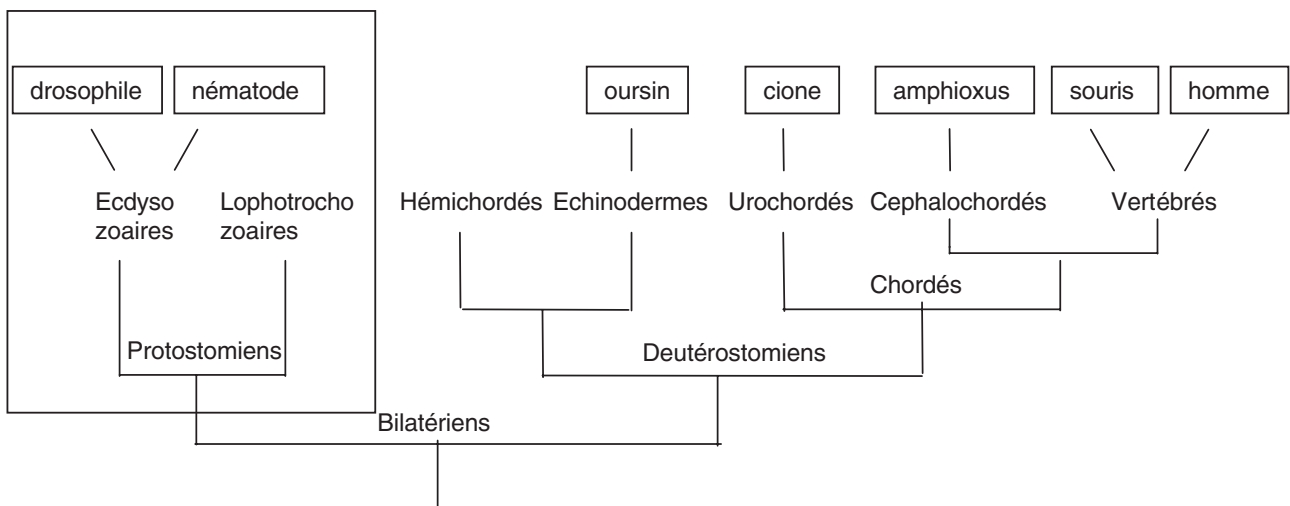 drosophile nématode oursin cione amphioxus souris homme
Ecdyso Lophotrocho Hémichordés Echinodermes Urochordés Cephalochordés Vertébrés
zoaires zoaires
Chordés
Protostomiens Deutérostomiens
Bilatériens